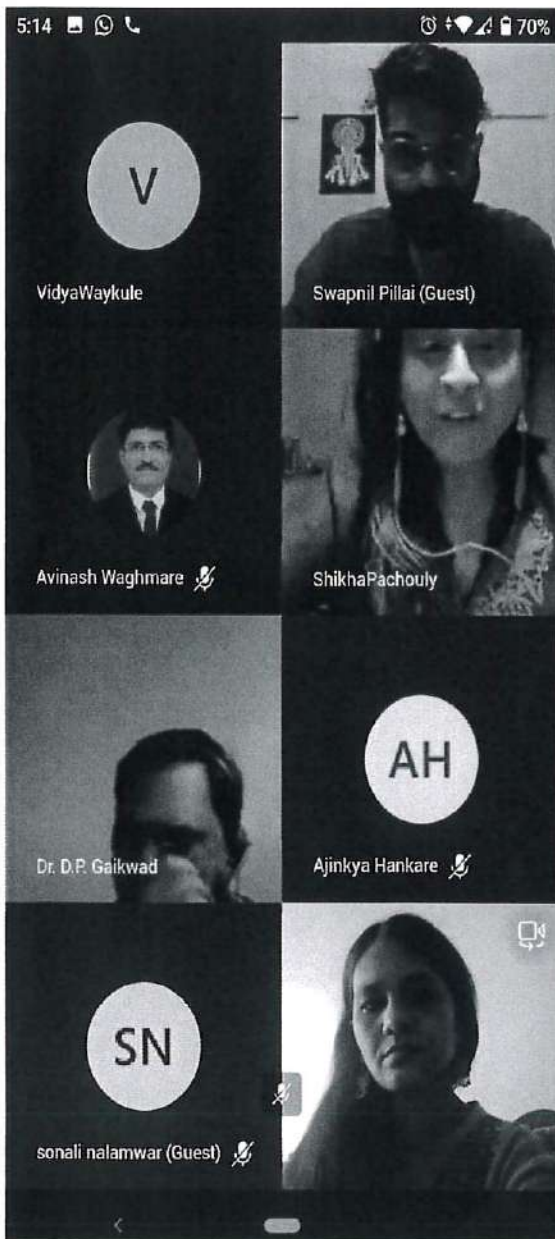 5:14 70%
V
VidyaWaykule
Swapnil Pillai (Guest)
Avinash Waghmare
ShikhaPachouly
Dr. D.P. Gaikwad
AH
Ajinkya Hankare
SN
sonali nalamwar (Guest)